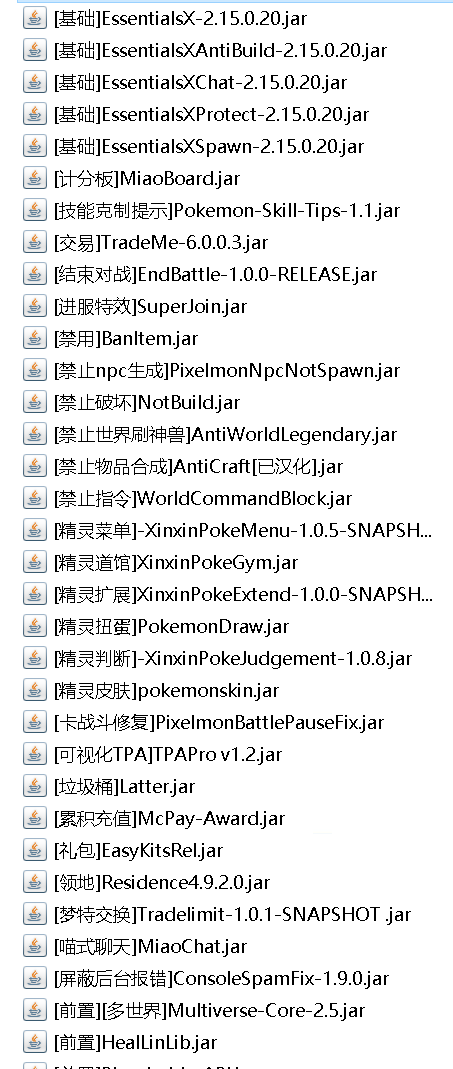 [基础]EssentialsX-2.15.0.20.jar
[基础]EssentialsXAntiBuild-2.15.0.20.jar
[基础]EssentialsXChat-2.15.0.20.jar
[基础]EssentialsXProtect-2.15.0.20.jar
[基础]EssentialsXSpawn-2.15.0.20.jar
[计分板]MiaoBoard.jar
[技能克制提示]Pokemon-Skill-Tips-1.1.jar
[交易]TradeMe-6.0.0.3.jar
[结束对战]EndBattle-1.0.0-RELEASE.jar
[进服特效]SuperJoin.jar
[禁用]BanItem.jar
[禁止npc生成]PixelmonNpcNotSpawn.jar
[禁止破坏]NotBuild.jar
[禁止世界刷神兽]AntiWorldLegendary.jar
[禁止物品合成]AntiCraft[已汉化].jar
[禁止指令]WorldCommandBlock.jar
[精灵菜单]-XinxinPokeMenu-1.0.5-SNAPSH...
[精灵道馆]XinxinPokeGym.jar
[精灵扩展]XinxinPokeExtend-1.0.0-SNAPSH...
[精灵扭蛋]PokemonDraw.jar
[精灵判断]-XinxinPokeJudgement-1.0.8.jar
[精灵皮肤]pokemonskin.jar
[卡战斗修复]PixelmonBattlePauseFix.jar
[可视化TPA]TPAPro v1.2.jar
[垃圾桶]Latter.jar
[累积充值]McPay-Award.jar
[礼包]EasyKitsRel.jar
[领地]Residence4.9.2.0.jar
[梦特交换]Tradelimit-1.0.1-SNAPSHOT .jar
[喵式聊天]MiaoChat.jar
[屏蔽后台报错]ConsoleSpamFix-1.9.0.jar
[前置][多世界]Multiverse-Core-2.5.jar
[前置]HealLinLib.jar